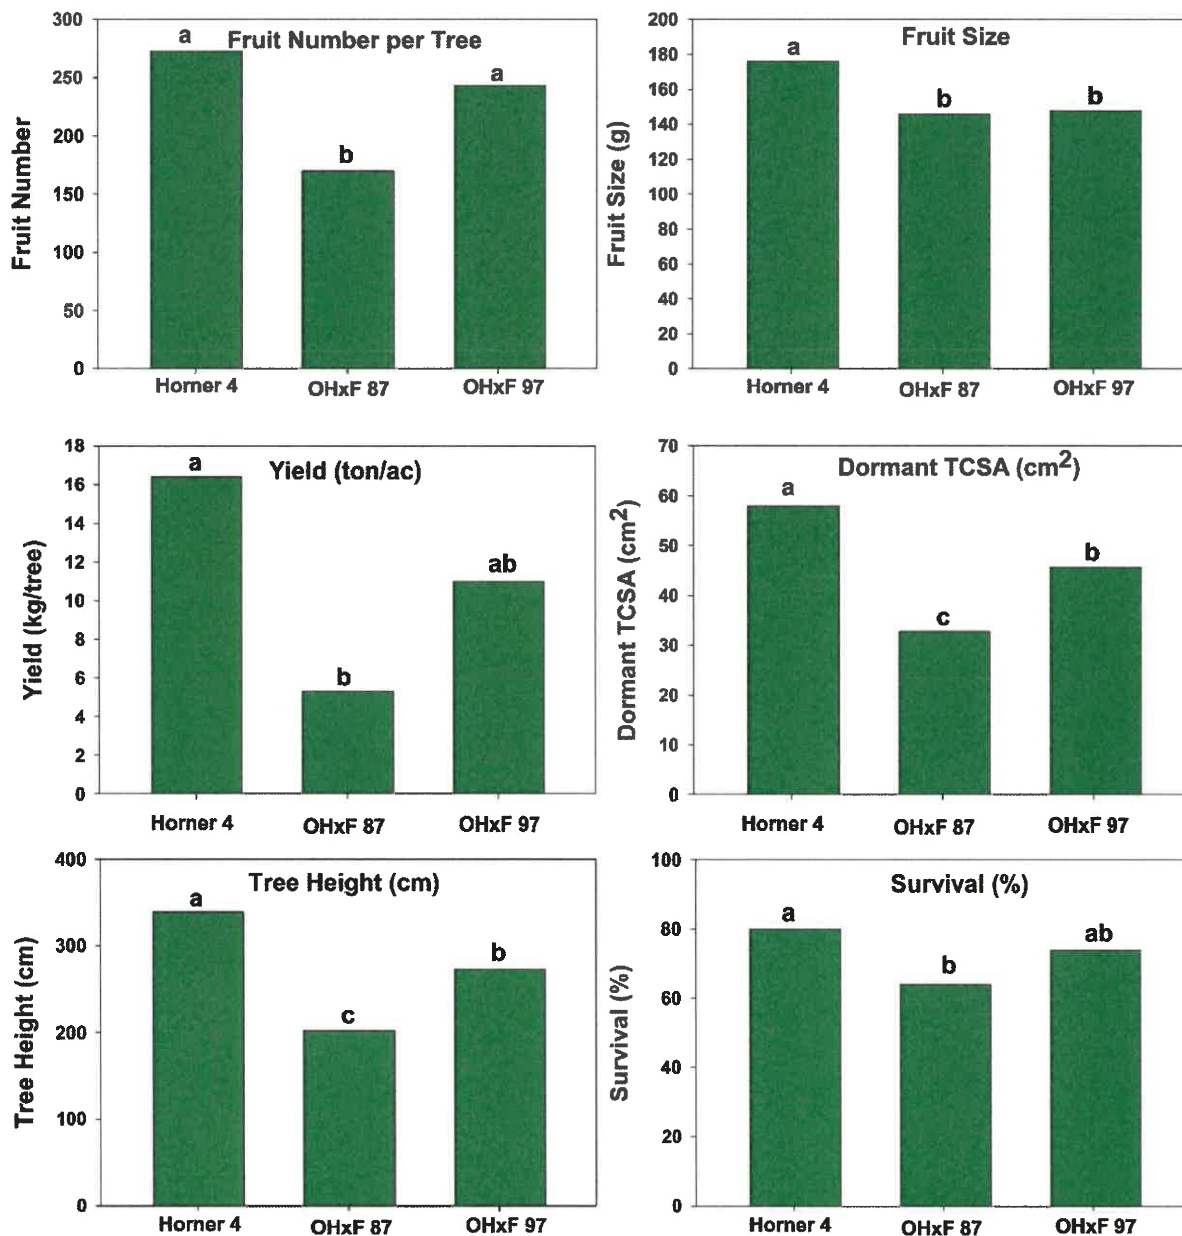 Fruit Number per Tree
a
b
a
300
250
200
150
100
50
0
Fruit Number
Horner 4
OHxF 87
OHxF 97
Fruit Size
a
b
b
200
180
160
140
120
100
80
60
40
20
0
Fruit Size (g)
Horner 4
OHxF 87
OHxF 97
Yield (ton/ac)
a
b
ab
18
16
14
12
10
8
6
4
2
0
Yield (kg/tree)
Horner 4
OHxF 87
OHxF 97
Dormant TCSA (cm2)
a
c
b
70
60
50
40
30
20
10
0
Dormant TCSA (cm2)
Horner 4
OHxF 87
OHxF 97
Tree Height (cm)
a
c
b
400
300
200
100
0
Tree Height (cm)
Horner 4
OHxF 87
OHxF 97
Survival (%)
a
b
ab
100
80
60
40
20
0
Survival (%)
Horner 4
OHxF 87
OHxF 97